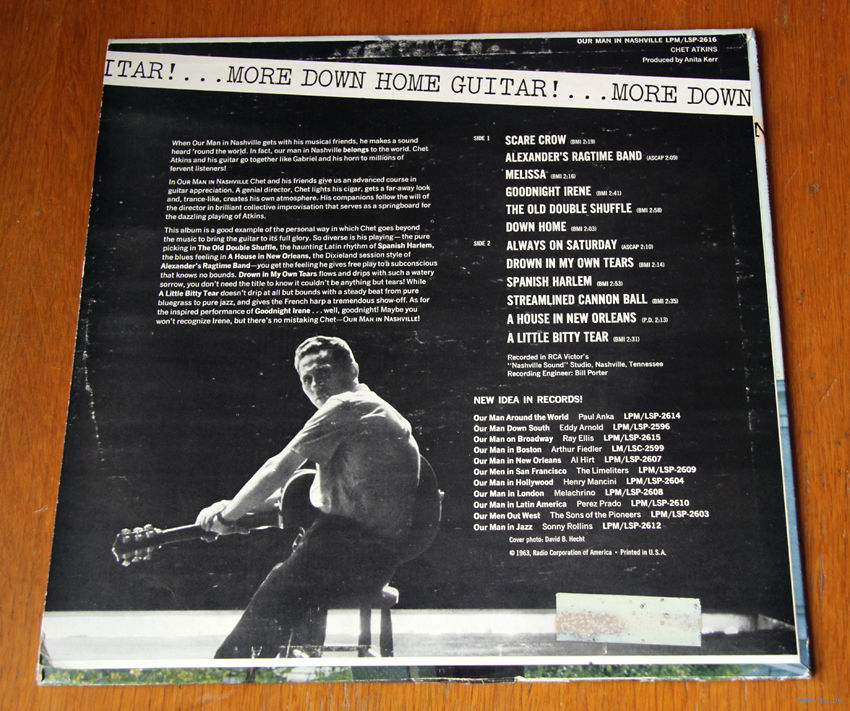 OUR MAN IN NASHVILLE LPM/LSP-2616
CHET ATKINS
Produced by Anita Kerr
ITAR!...MORE DOWN HOME GUITAR!...MORE DOWN
N
When Our Man in Nashville gets with his musical friends, he makes a sound
heard 'round the world. In fact, our man in Nashville belongs to the world. Chet
Atkins and his guitar go together like Gabriel and his horn to millions of
fervent listeners!
In OUR MAN IN NASHVILLE Chet and his friends give us an advanced course in
guitar appreciation. A genial director, Chet lights his cigar, gets a far-away look
and, trance-like, creates his own atmosphere. His companions follow the will of
the director in brilliant collective improvisation that serves as a springboard for
the dazzling playing of Atkins.
This album is a good example of the personal way in which Chet goes beyond
the music to bring the guitar to its full glory. So diverse is his playing—the pure
picking in The Old Double Shuffle, the haunting Latin rhythm of Spanish Harlem,
the blues feeling in A House in New Orleans, the Dixieland session style of
Alexander's Ragtime Band—you get the feeling he gives free play to a subconscious
that knows no bounds. Drown in My Own Tears flows and drips with such a watery
sorrow, you don't need the title to know it couldn't be anything but tears! While
A Little Bitty Tear doesn't drip at all but bounds with a steady beat from pure
bluegrass to pure jazz, and gives the French harp a tremendous show-off. As for
the inspired performance of Goodnight Irene...well, goodnight! Maybe you
won't recognize Irene, but there's no mistaking Chet—OUR MAN IN NASHVILLE!
SIDE 1 SCARE CROW (BMI 2:19)
ALEXANDER'S RAGTIME BAND (ASCAP 2:09)
MELISSA (BMI 2:16)
GOODNIGHT IRENE (BMI 2:41)
THE OLD DOUBLE SHUFFLE (BMI 2:58)
DOWN HOME (BMI 2:03)
SIDE 2 ALWAYS ON SATURDAY (ASCAP 2:10)
DROWN IN MY OWN TEARS (BMI 2:14)
SPANISH HARLEM (BMI 2:53)
STREAMLINED CANNON BALL (BMI 2:35)
A HOUSE IN NEW ORLEANS (P.D. 2:13)
A LITTLE BITTY TEAR (BMI 2:31)
Recorded in RCA Victor's
"Nashville Sound" Studio, Nashville, Tennessee
Recording Engineer: Bill Porter
NEW IDEA IN RECORDS!
Our Man Around the World Paul Anka LPM/LSP-2614
Our Man Down South Eddy Arnold LPM/LSP-2596
Our Man on Broadway Ray Ellis LPM/LSP-2615
Our Man in Boston Arthur Fiedler LM/LSC-2599
Our Man in New Orleans Al Hirt LPM/LSP-2607
Our Men in San Francisco The Limeliters LPM/LSP-2609
Our Man in Hollywood Henry Mancini LPM/LSP-2604
Our Man in London Melachrino LPM/LSP-2608
Our Man in Latin America Perez Prado LPM/LSP-2610
Our Men Out West The Sons of the Pioneers LPM/LSP-2603
Our Man in Jazz Sonny Rollins LPM/LSP-2612
Cover photo: David B. Hecht
© 1963, Radio Corporation of America • Printed in U.S.A.